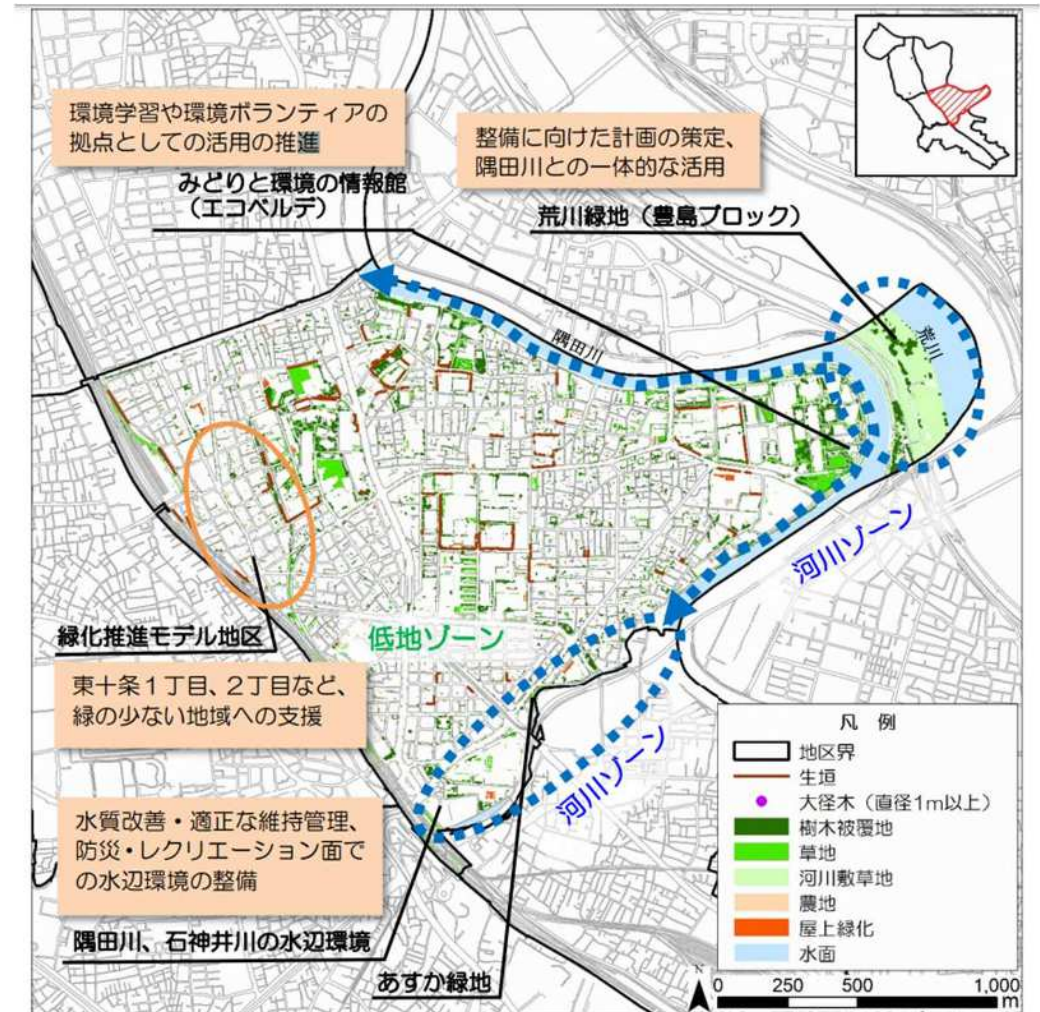 環境学習や環境ボランティアの
拠点としての活用の推進
みどりと環境の情報館
（エコベルデ）
整備に向けた計画の策定、
隅田川との一体的な活用
荒川緑地（豊島ブロック）
隅田川
荒川
河川ゾーン
緑化推進モデル地区
低地ゾーン
東十条１丁目、２丁目など、
緑の少ない地域への支援
河川ゾーン
水質改善・適正な維持管理、
防災・レクリエーション面で
の水辺環境の整備
隅田川、石神井川の水辺環境
あすか緑地
凡　例
地区界
生垣
大径木（直径1m以上）
樹木被覆地
草地
河川敷草地
農地
屋上緑化
水面
N
0 250 500 1,000
m